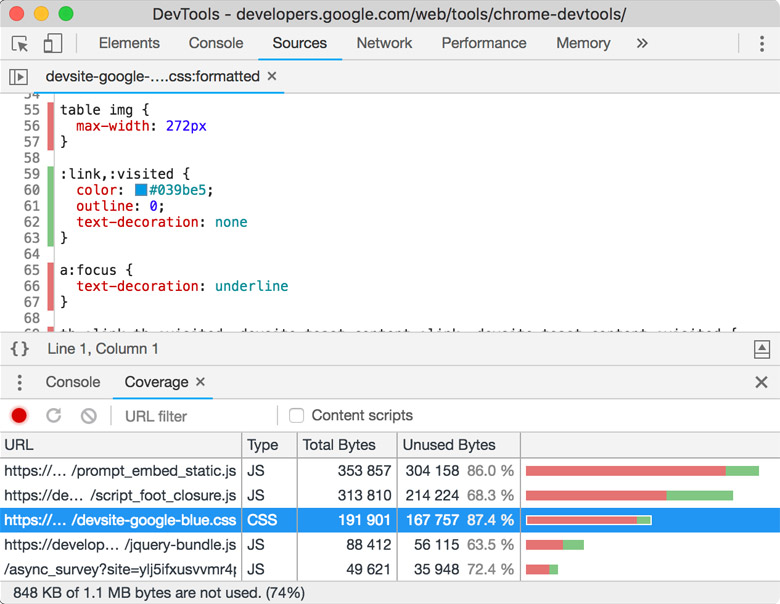 DevTools - developers.google.com/web/tools/chrome-devtools/
Elements Console Sources Network Performance Memory »
devsite-google-….css:formatted ×
54
55 table img {
56 max-width: 272px
57 }
58
59 :link,:visited {
60 color: #039be5;
61 outline: 0;
62 text-decoration: none
63 }
64
65 a:focus {
66 text-decoration: underline
67 }
68
69
{} Line 1, Column 1
Console Coverage ×
URL filter Content scripts
URL Type Total Bytes Unused Bytes
https://… /prompt_embed_static.js JS 353 857 304 158 86.0 %
https://de… /script_foot_closure.js JS 313 810 214 224 68.3 %
https://… /devsite-google-blue.css CSS 191 901 167 757 87.4 %
https://develop… /jquery-bundle.js JS 88 412 56 115 63.5 %
/async_survey?site=ylj5ifxusvvmr4p JS 49 621 35 948 72.4 %
848 KB of 1.1 MB bytes are not used. (74%)